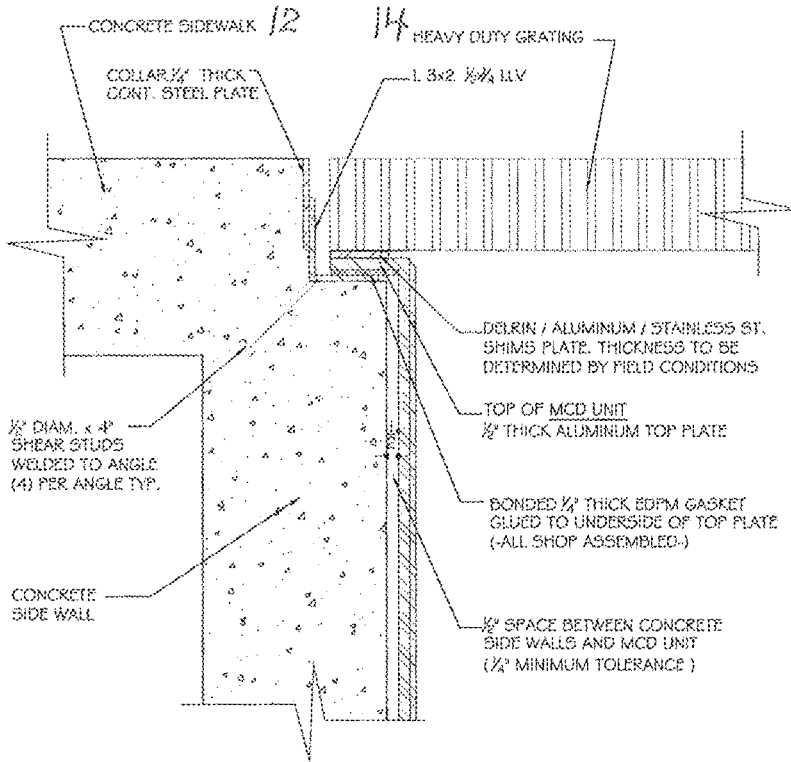 CONCRETE SIDEWALK 12
14 HEAVY DUTY GRATING
COLLAR ¼" THICK
CONT. STEEL PLATE
L 3x2 LLV
DELRIN / ALUMINUM / STAINLESS ST.
SHIMS PLATE. THICKNESS TO BE
DETERMINED BY FIELD CONDITIONS
½" DIAM. x 4"
SHEAR STUDS
WELDED TO ANGLE
(4) PER ANGLE TYP.
TOP OF MCD UNIT
½" THICK ALUMINUM TOP PLATE
BONDED ¼" THICK EDPM GASKET
GLUED TO UNDERSIDE OF TOP PLATE
(-ALL SHOP ASSEMBLED-)
CONCRETE
SIDE WALL
½" SPACE BETWEEN CONCRETE
SIDE WALLS AND MCD UNIT
(¼" MINIMUM TOLERANCE )